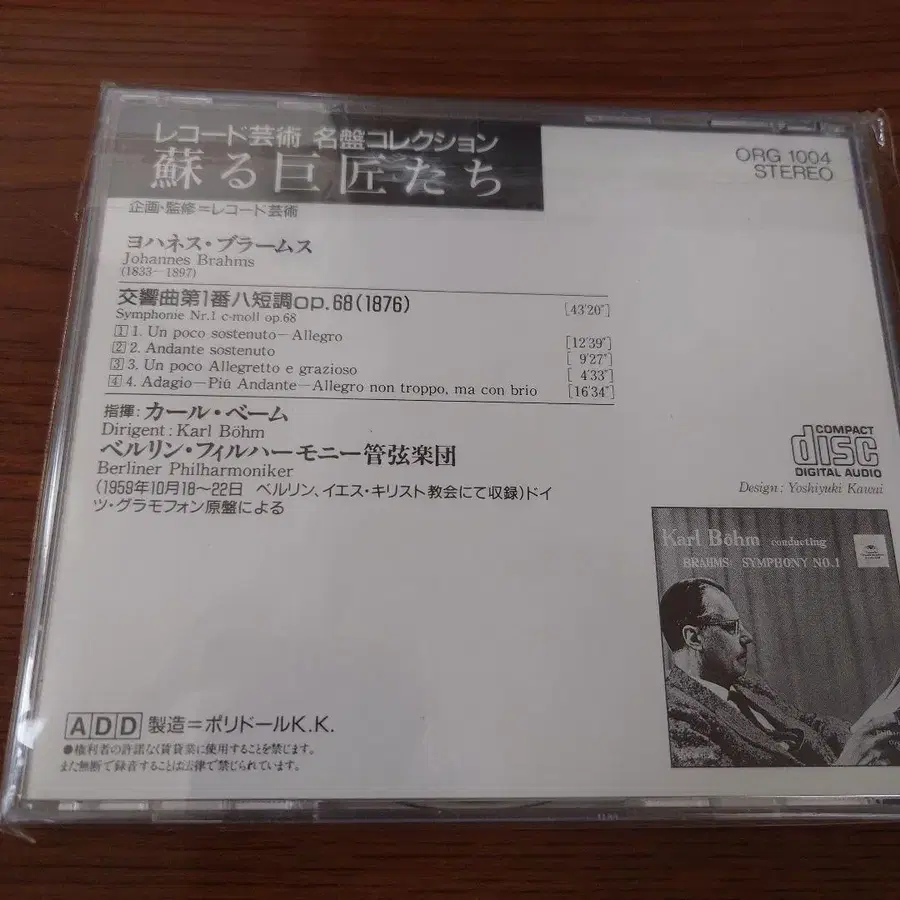 レコード芸術 名盤コレクション
蘇る巨匠たち
企画・監修=レコード芸術
ORG 1004
STEREO
ヨハネス・ブラームス
Johannes Brahms
(1833—1897)
交響曲第1番ハ短調op.68(1876) [43'20"]
Symphonie Nr.1 c-moll op.68
1 1. Un poco sostenuto—Allegro [12'39"]
2 2. Andante sostenuto [ 9'27"]
3 3. Un poco Allegretto e grazioso [ 4'33"]
4 4. Adagio—Più Andante—Allegro non troppo, ma con brio [16'34"]
指揮: カール・ベーム
Dirigent: Karl Böhm
ベルリン・フィルハーモニー管弦楽団
Berliner Philharmoniker
(1959年10月18〜22日 ベルリン、イエス・キリスト教会にて収録)ドイ
ツ・グラモフォン原盤による
COMPACT
disc
DIGITAL AUDIO
Design: Yoshiyuki Kawai
Karl Böhm conducting
BRAHMS: SYMPHONY NO.1
ADD 製造=ポリドールK.K.
●権利者の許諾なく賃貸業に使用することを禁じます。
また無断で録音することは法律で禁じられています。